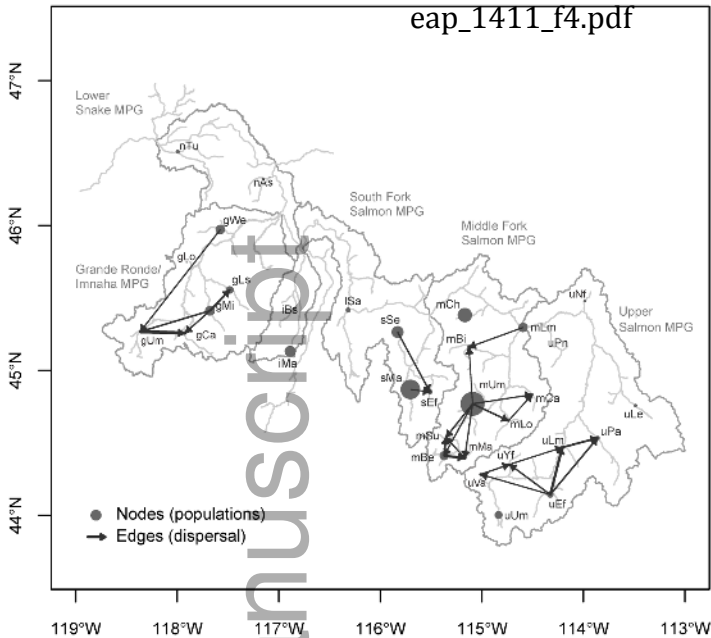 eap_1411_f4.pdf
47°N
46°N
45°N
44°N
Lower
Snake MPG
nTu
nAs
South Fork
Salmon MPG
Middle Fork
Salmon MPG
Grande Ronde/
Imnaha MPG
Upper
Salmon MPG
gWe
gLo
gLs
gMi
gUm
gCa
iBs
iMa
lSa
sSe
sMa
sEf
mCh
mBi
mLm
mUm
mCa
mLo
mSu
mBe
mMa
uNf
uPn
uLe
uPa
uLm
uYf
uVa
uEf
uUm
Nodes (populations)
Edges (dispersal)
nuscript
119°W
118°W
117°W
116°W
115°W
114°W
113°W